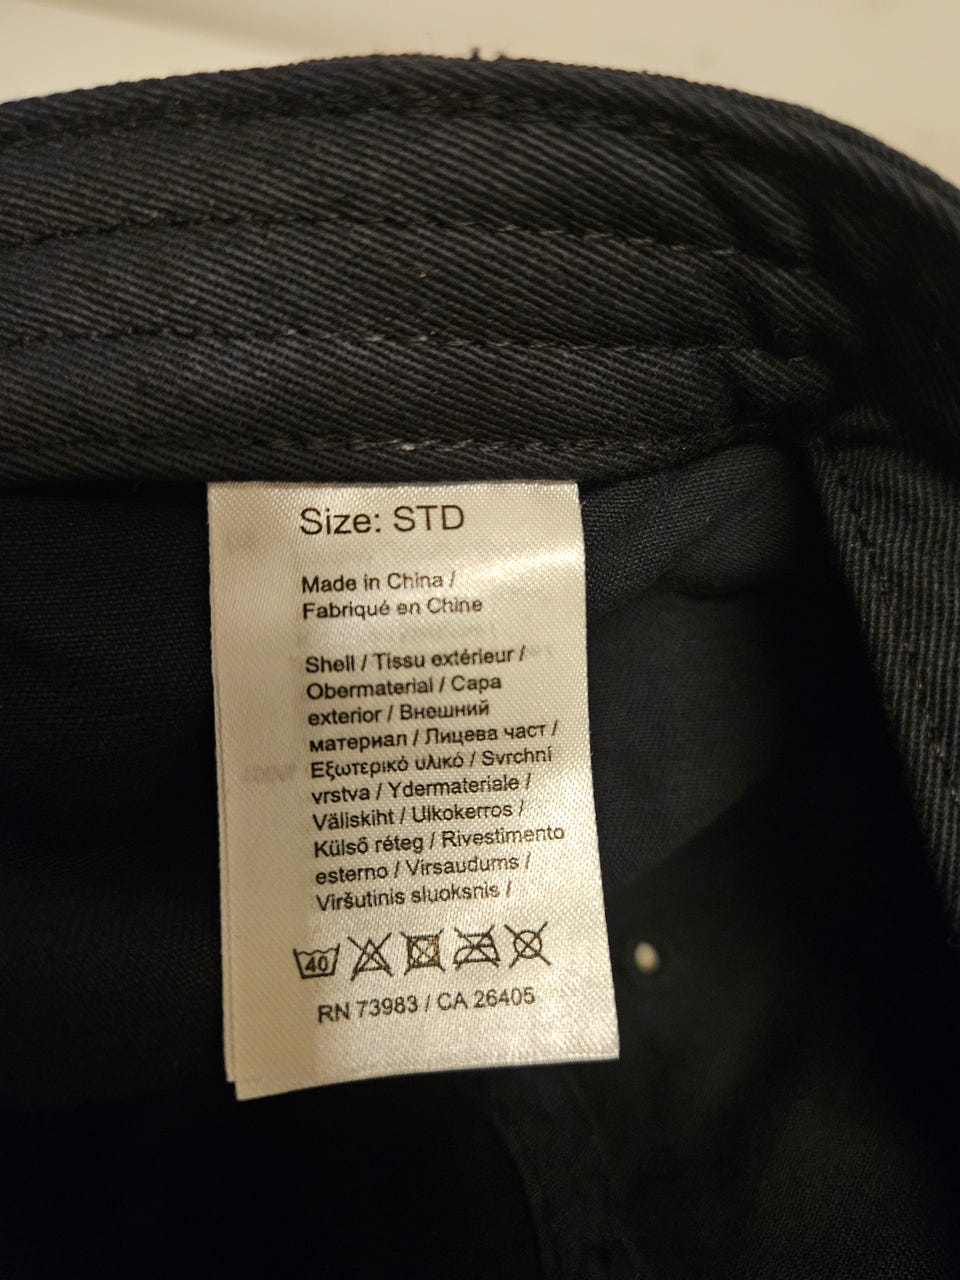 Size: STD
Made in China /
Fabriqué en Chine
Shell / Tissu extérieur /
Obermaterial / Capa
exterior / Внешний
материал / Лицева част /
Εξωτερικό υλικό / Svrchní
vrstva / Ydermateriale /
Väliskiht / Ulkokerros /
Külső réteg / Rivestimento
esterno / Virsaudums /
Viršutinis sluoksnis /
40
RN 73983 / CA 26405